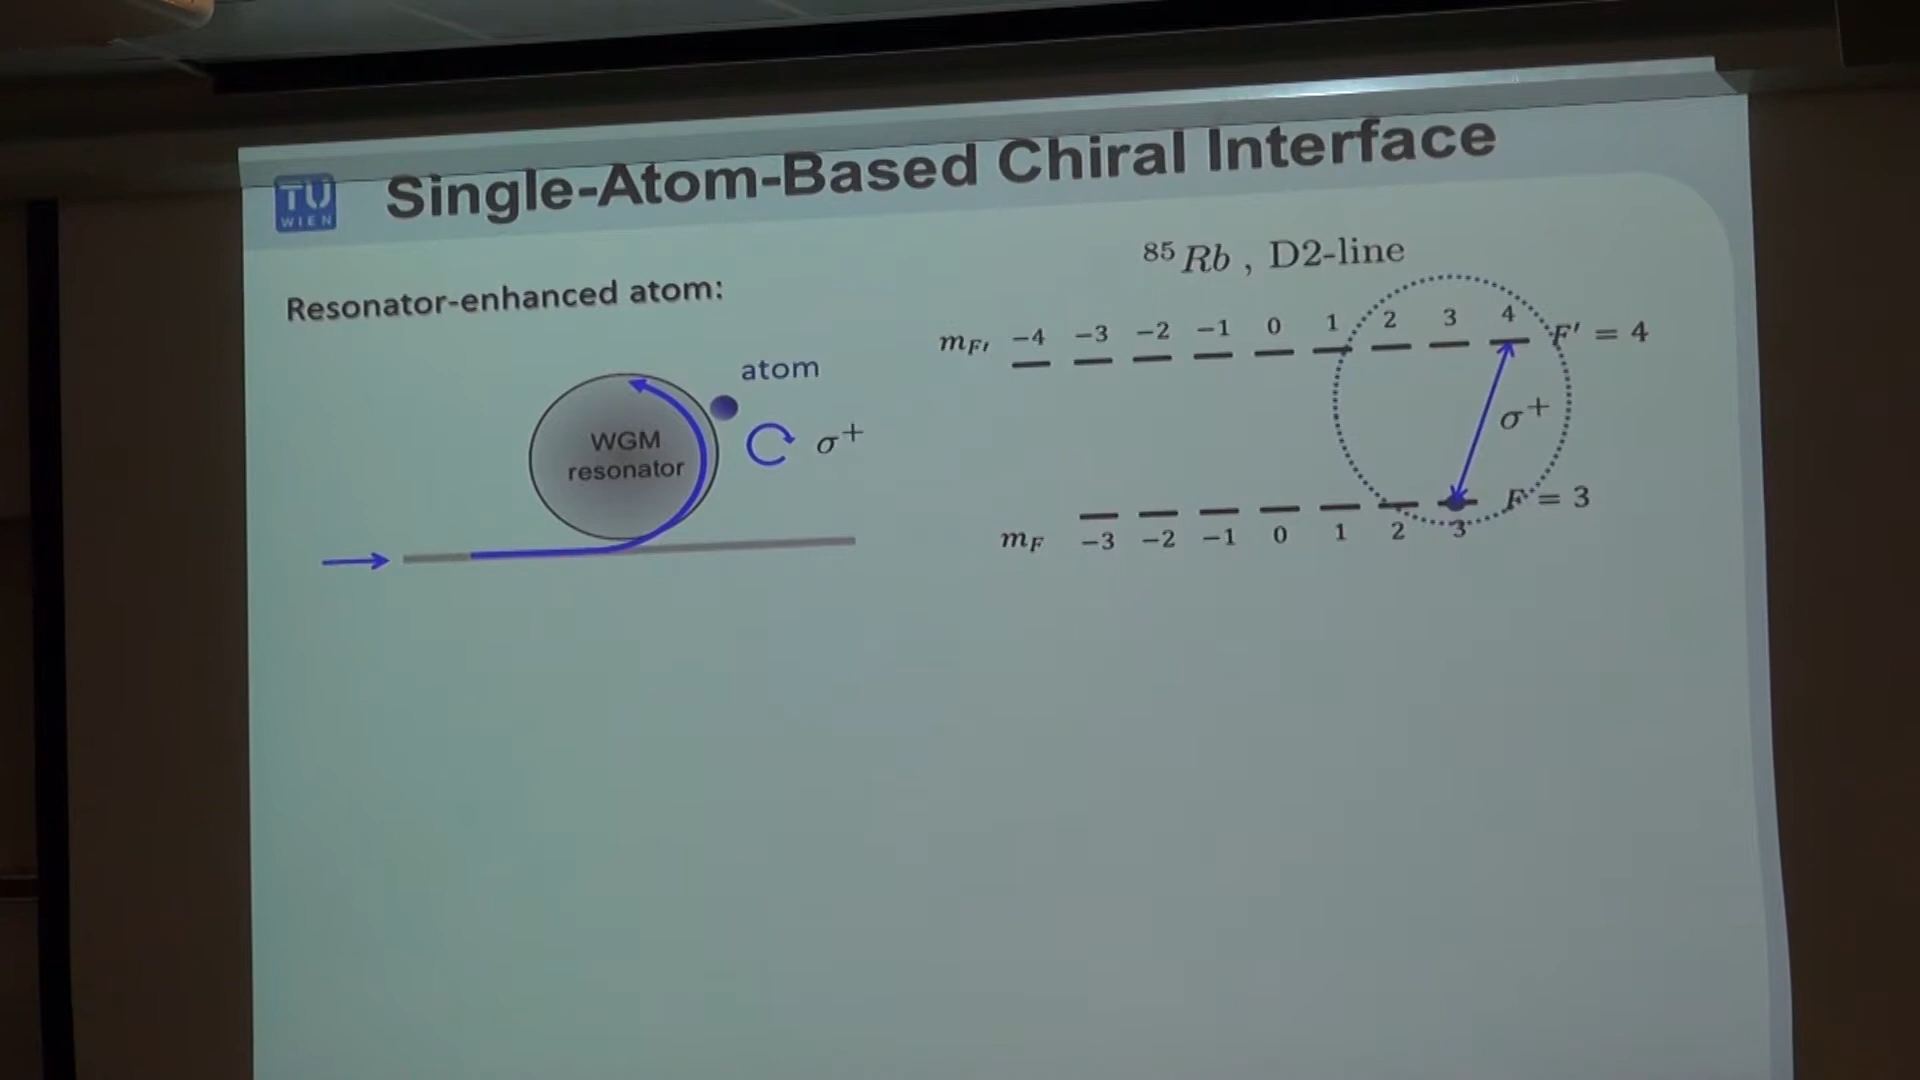 TU
WIEN
Single-Atom-Based Chiral Interface
Resonator-enhanced atom:
atom
WGM
resonator
σ⁺
⁸⁵Rb , D2-line
m_F′ −4 −3 −2 −1 0 1 2 3 4 F′ = 4
σ⁺
F = 3
m_F −3 −2 −1 0 1 2 3